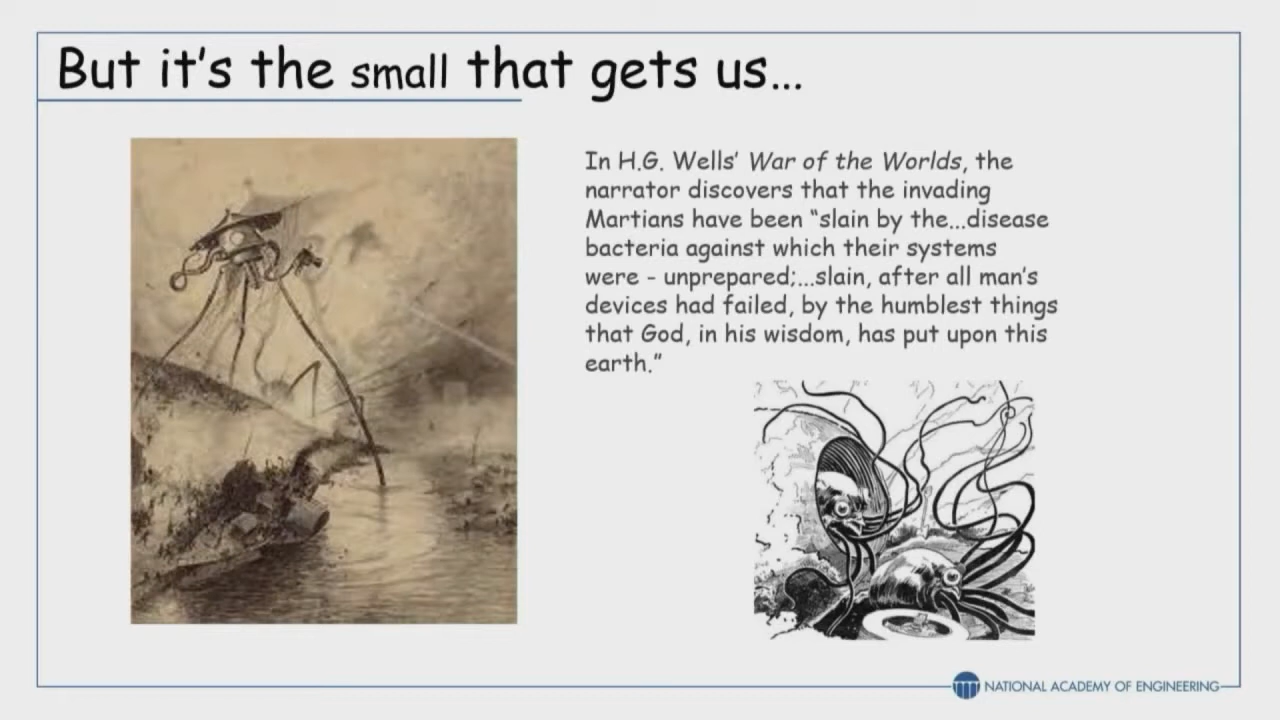 But it's the small that gets us...
In H.G. Wells' War of the Worlds, the
narrator discovers that the invading
Martians have been “slain by the...disease
bacteria against which their systems
were - unprepared;...slain, after all man's
devices had failed, by the humblest things
that God, in his wisdom, has put upon this
earth.”
NATIONAL ACADEMY OF ENGINEERING